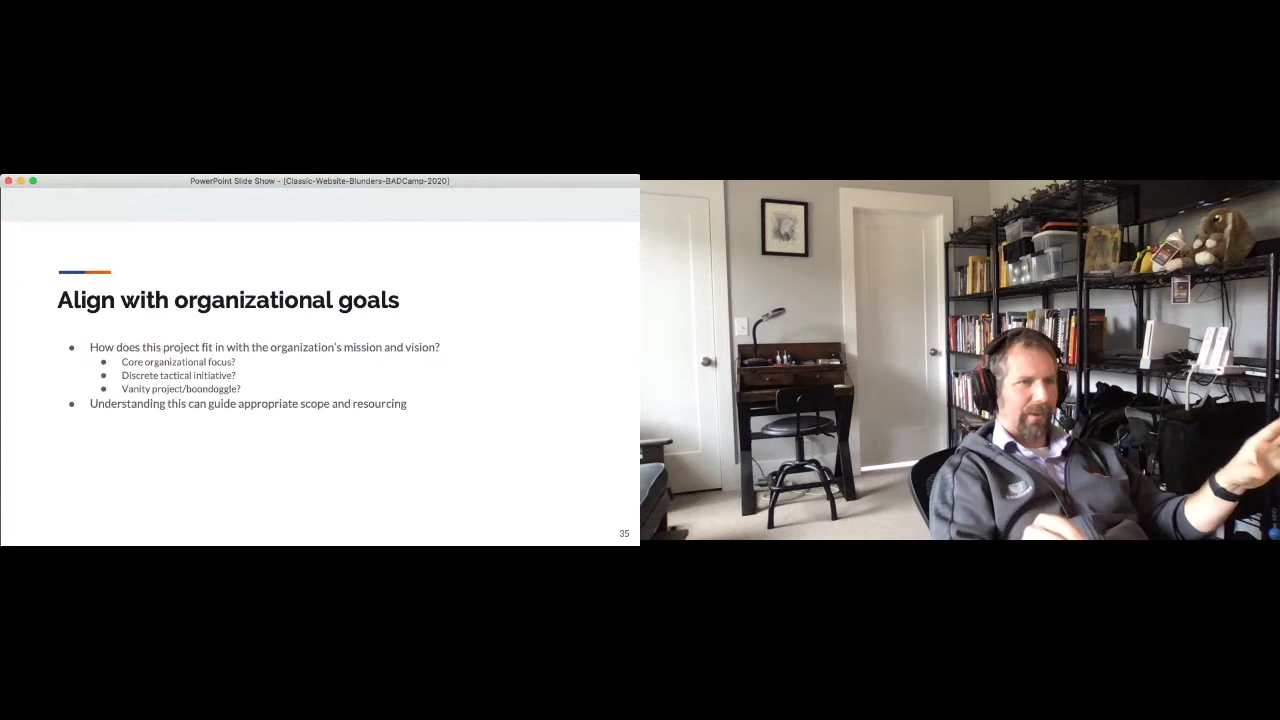 PowerPoint Slide Show - [Classic-Website-Blunders-BADCamp-2020]
Align with organizational goals
● How does this project fit in with the organization's mission and vision?
● Core organizational focus?
● Discrete tactical initiative?
● Vanity project/boondoggle?
● Understanding this can guide appropriate scope and resourcing
35